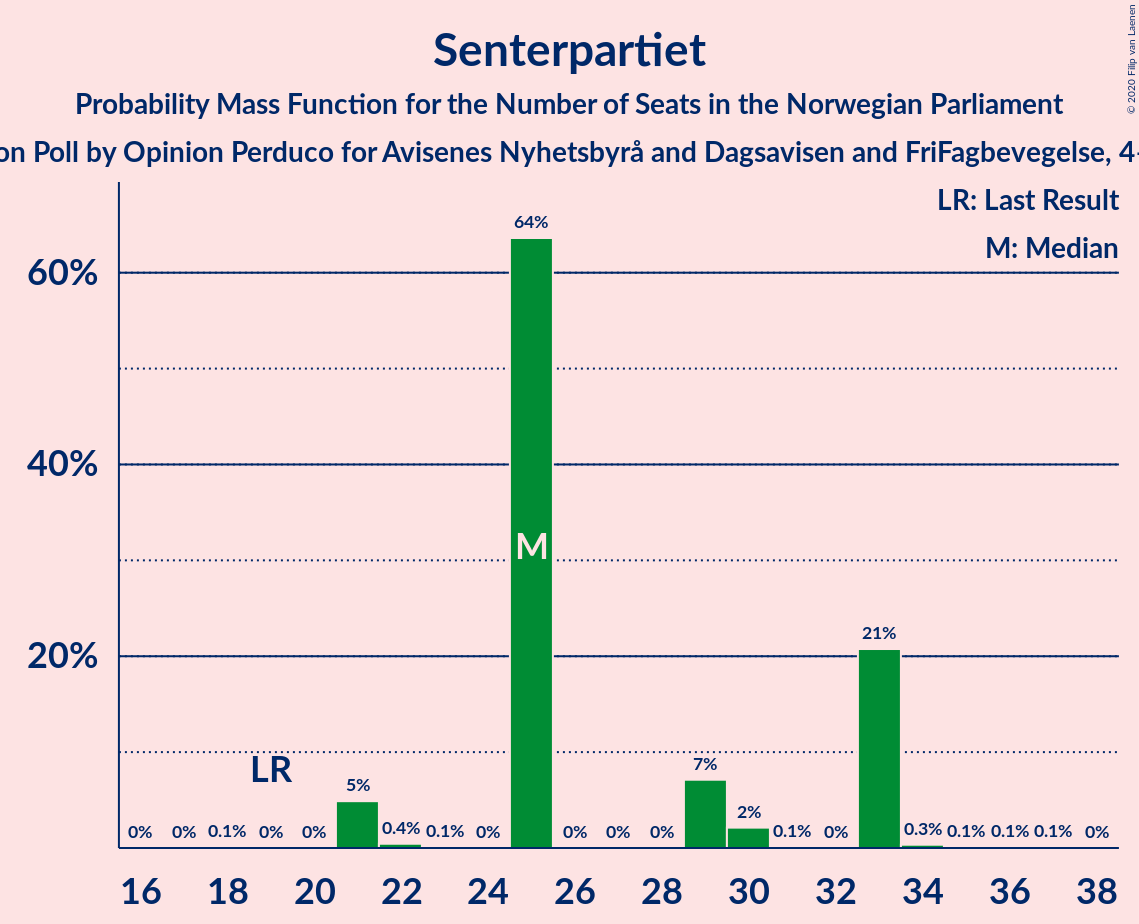 Senterpartiet
Probability Mass Function for the Number of Seats in the Norwegian Parliament
on Poll by Opinion Perduco for Avisenes Nyhetsbyrå and Dagsavisen and FriFagbevegelse, 4
© 2020 Filip van Laenen
LR: Last Result
M: Median
60%
40%
20%
64%
M
21%
LR
7%
5%
2%
0% 0% 0.1% 0% 0% 0.4% 0.1% 0% 0% 0% 0% 0.1% 0% 0.3% 0.1% 0.1% 0.1% 0%
16 18 20 22 24 26 28 30 32 34 36 38